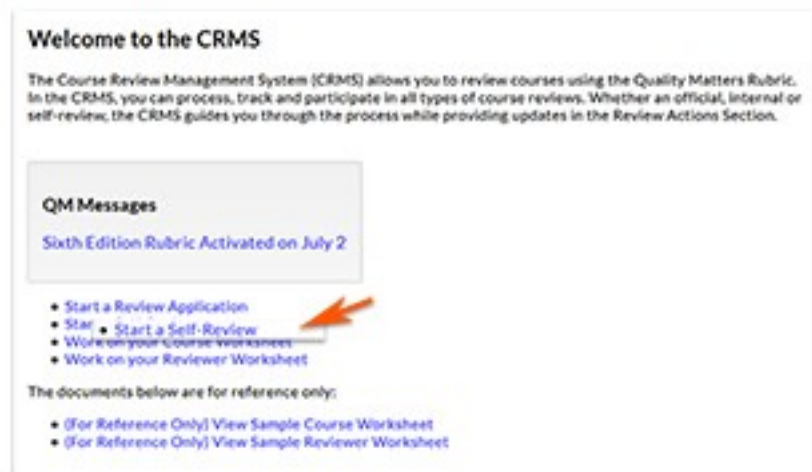 Welcome to the CRMS
The Course Review Management System (CRMS) allows you to review courses using the Quality Matters Rubric.
In the CRMS, you can process, track and participate in all types of course reviews. Whether an official, internal or
self-review, the CRMS guides you through the process while providing updates in the Review Actions Section.
QM Messages
Sixth Edition Rubric Activated on July 2
• Start a Review Application
• Star
• Start a Self-Review
• Work on your Course Worksheet
• Work on your Reviewer Worksheet
The documents below are for reference only:
• (For Reference Only) View Sample Course Worksheet
• (For Reference Only) View Sample Reviewer Worksheet